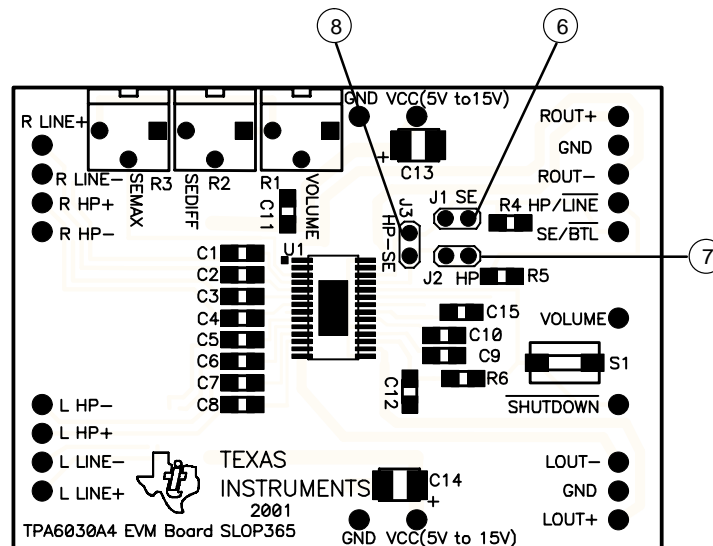 8
6
GND VCC(5V to15V)
R LINE+
ROUT+
GND
C13
R LINE-
R3
R2
R1
ROUT-
SEMAX
SEDIFF
VOLUME
J1 SE
R HP+
C11
J3
HP-SE
R4 HP/LINE
R HP-
SE/BTL
U1
C1
7
J2 HP
C2
R5
C3
C15
C4
VOLUME
C5
C10
C6
C9
S1
C7
R6
C8
C12
L HP-
SHUTDOWN
L HP+
L LINE-
TEXAS
INSTRUMENTS
2001
LOUT-
C14
L LINE+
GND
TPA6030A4 EVM Board SLOP365
LOUT+
GND VCC(5V to 15V)